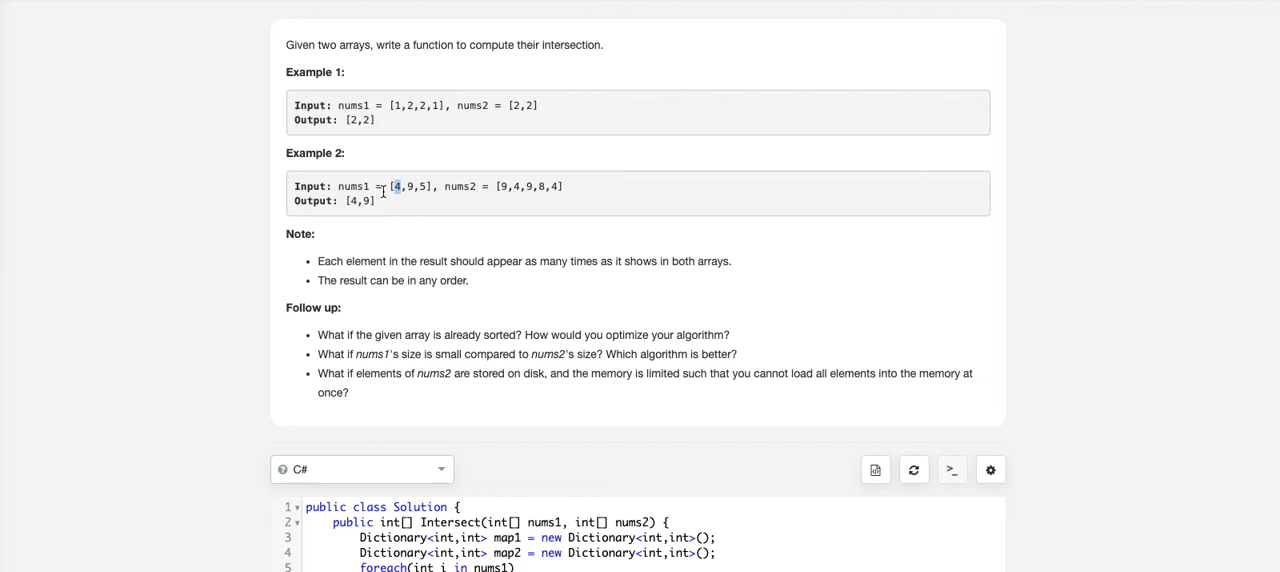 Given two arrays, write a function to compute their intersection.
Example 1:
Input: nums1 = [1,2,2,1], nums2 = [2,2]
Output: [2,2]
Example 2:
Input: nums1 = [4,9,5], nums2 = [9,4,9,8,4]
Output: [4,9]
Note:
• Each element in the result should appear as many times as it shows in both arrays.
• The result can be in any order.
Follow up:
• What if the given array is already sorted? How would you optimize your algorithm?
• What if nums1's size is small compared to nums2's size? Which algorithm is better?
• What if elements of nums2 are stored on disk, and the memory is limited such that you cannot load all elements into the memory at
once?
C#
>_
1 public class Solution {
2 public int[] Intersect(int[] nums1, int[] nums2) {
3 Dictionary<int,int> map1 = new Dictionary<int,int>();
4 Dictionary<int,int> map2 = new Dictionary<int,int>();
5 foreach(int i in nums1)